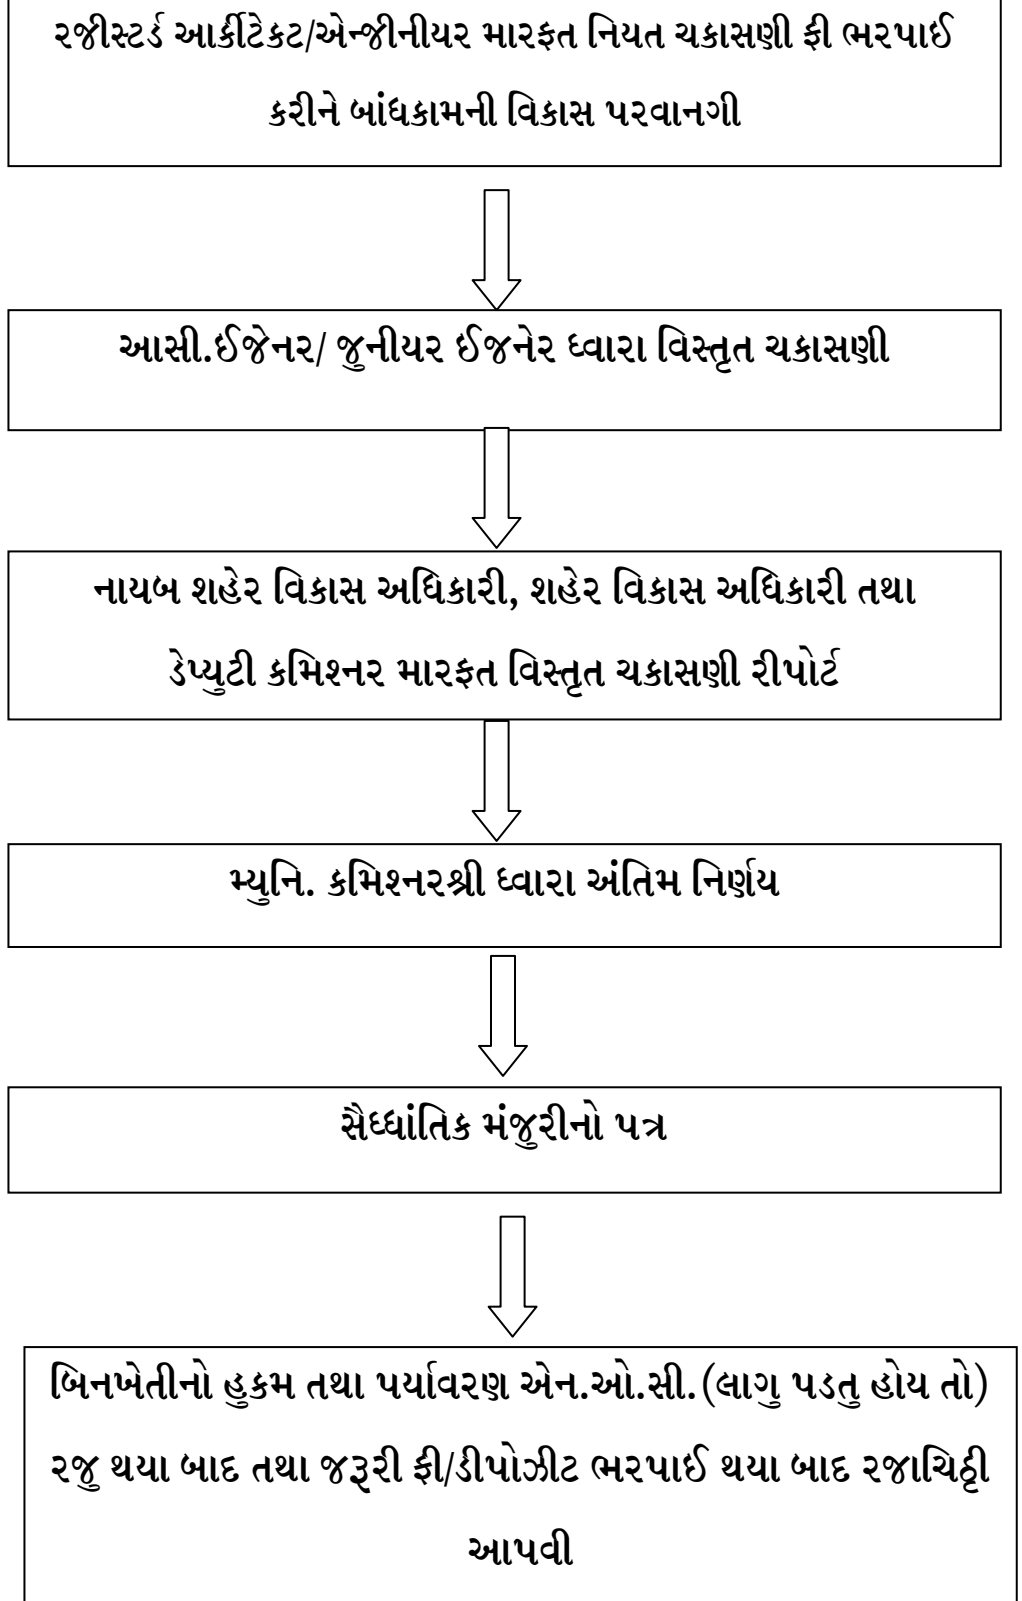 રજીસ્ટર્ડ આર્કીટેકટ/એન્જીનીયર મારફત નિયત ચકાસણી ફી ભરપાઈ
કરીને બાંધકામની વિકાસ પરવાનગી
આસી.ઈજેનર/ જુનીયર ઈજનેર ઘ્વારા વિસ્તૃત ચકાસણી
નાયબ શહેર વિકાસ અધિકારી, શહેર વિકાસ અધિકારી તથા
ડેપ્યુટી કમિશ્નર મારફત વિસ્તૃત ચકાસણી રીપોર્ટ
મ્યુનિ. કમિશ્નરશ્રી ઘ્વારા અંતિમ નિર્ણય
સૈઘ્ધાંતિક મંજુરીનો પત્ર
બિનખેતીનો હુકમ તથા પર્યાવરણ એન.ઓ.સી.(લાગુ પડતુ હોય તો)
રજુ થયા બાદ તથા જરૂરી ફી/ડીપોઝીટ ભરપાઈ થયા બાદ રજાચિઠ્ઠી
આપવી